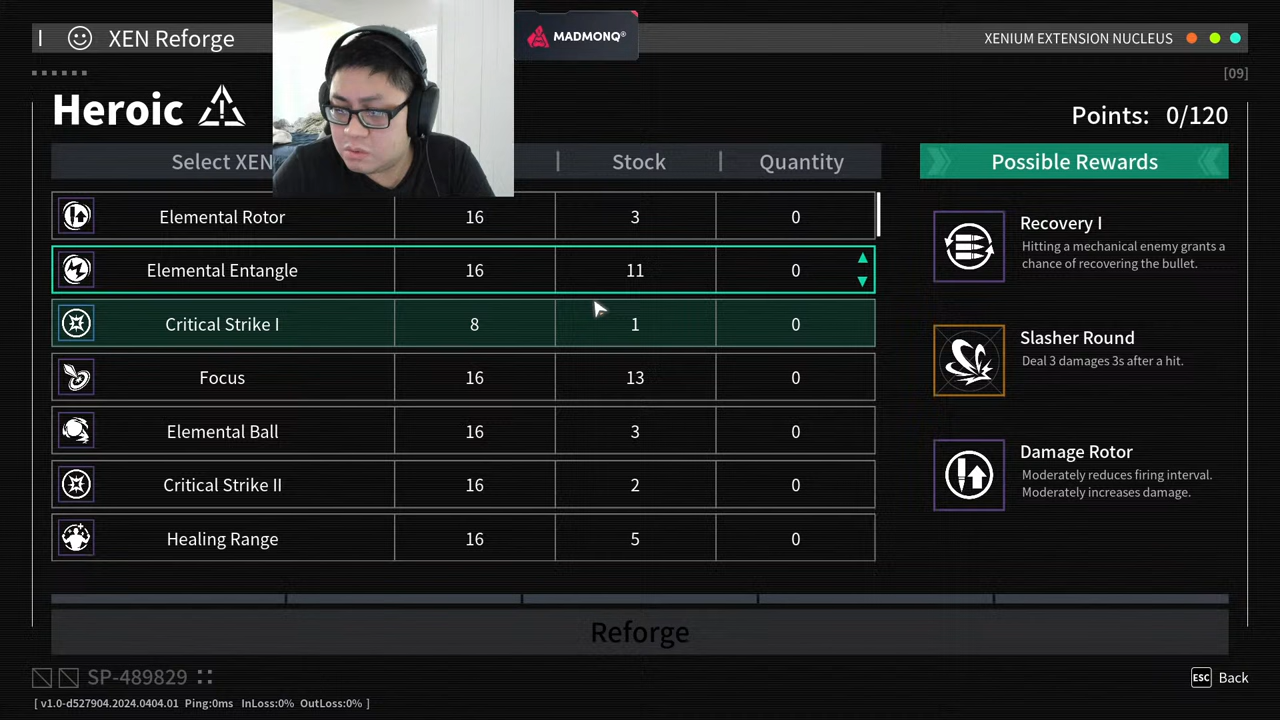 XEN Reforge
MADMONQ®
XENIUM EXTENSION NUCLEUS
[09]
Heroic
Points: 0/120
Select XEN
Stock
Quantity
Possible Rewards
Elemental Rotor 16 3 0
Elemental Entangle 16 11 0
Critical Strike I 8 1 0
Focus 16 13 0
Elemental Ball 16 3 0
Critical Strike II 16 2 0
Healing Range 16 5 0
Recovery I
Hitting a mechanical enemy grants a
chance of recovering the bullet.
Slasher Round
Deal 3 damages 3s after a hit.
Damage Rotor
Moderately reduces firing interval.
Moderately increases damage.
Reforge
SP-489829
ESC Back
[ v1.0-d527904.2024.0404.01 Ping:0ms InLoss:0% OutLoss:0% ]